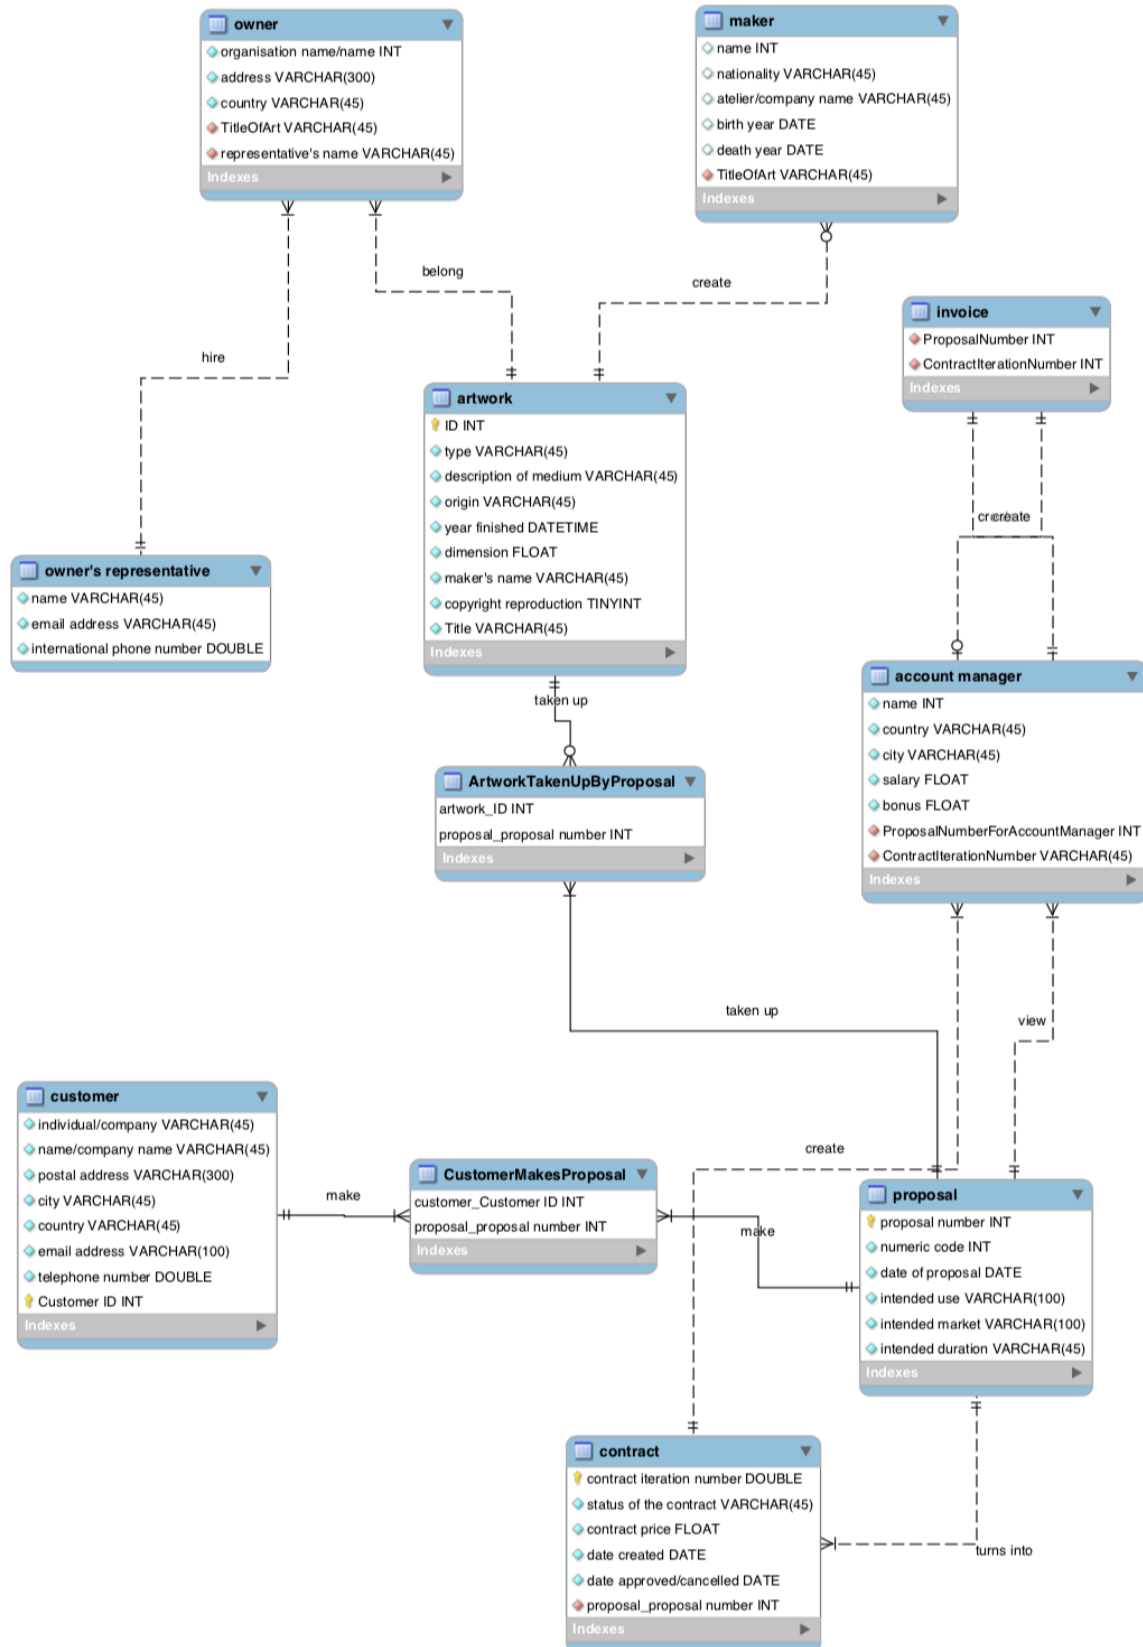 owner
organisation name/name INT
address VARCHAR(300)
country VARCHAR(45)
TitleOfArt VARCHAR(45)
representative's name VARCHAR(45)
Indexes
maker
name INT
nationality VARCHAR(45)
atelier/company name VARCHAR(45)
birth year DATE
death year DATE
TitleOfArt VARCHAR(45)
Indexes
belong
create
hire
invoice
ProposalNumber INT
ContractIterationNumber INT
Indexes
artwork
ID INT
type VARCHAR(45)
description of medium VARCHAR(45)
origin VARCHAR(45)
year finished DATETIME
dimension FLOAT
maker's name VARCHAR(45)
copyright reproduction TINYINT
Title VARCHAR(45)
Indexes
create
create
owner's representative
name VARCHAR(45)
email address VARCHAR(45)
international phone number DOUBLE
account manager
name INT
country VARCHAR(45)
city VARCHAR(45)
salary FLOAT
bonus FLOAT
ProposalNumberForAccountManager INT
ContractIterationNumber VARCHAR(45)
Indexes
taken up
ArtworkTakenUpByProposal
artwork_ID INT
proposal_proposal number INT
Indexes
taken up
view
customer
individual/company VARCHAR(45)
name/company name VARCHAR(45)
postal address VARCHAR(300)
city VARCHAR(45)
country VARCHAR(45)
email address VARCHAR(100)
telephone number DOUBLE
Customer ID INT
Indexes
make
CustomerMakesProposal
customer_Customer ID INT
proposal_proposal number INT
Indexes
create
make
proposal
proposal number INT
numeric code INT
date of proposal DATE
intended use VARCHAR(100)
intended market VARCHAR(100)
intended duration VARCHAR(45)
Indexes
contract
contract iteration number DOUBLE
status of the contract VARCHAR(45)
contract price FLOAT
date created DATE
date approved/cancelled DATE
proposal_proposal number INT
Indexes
turns into